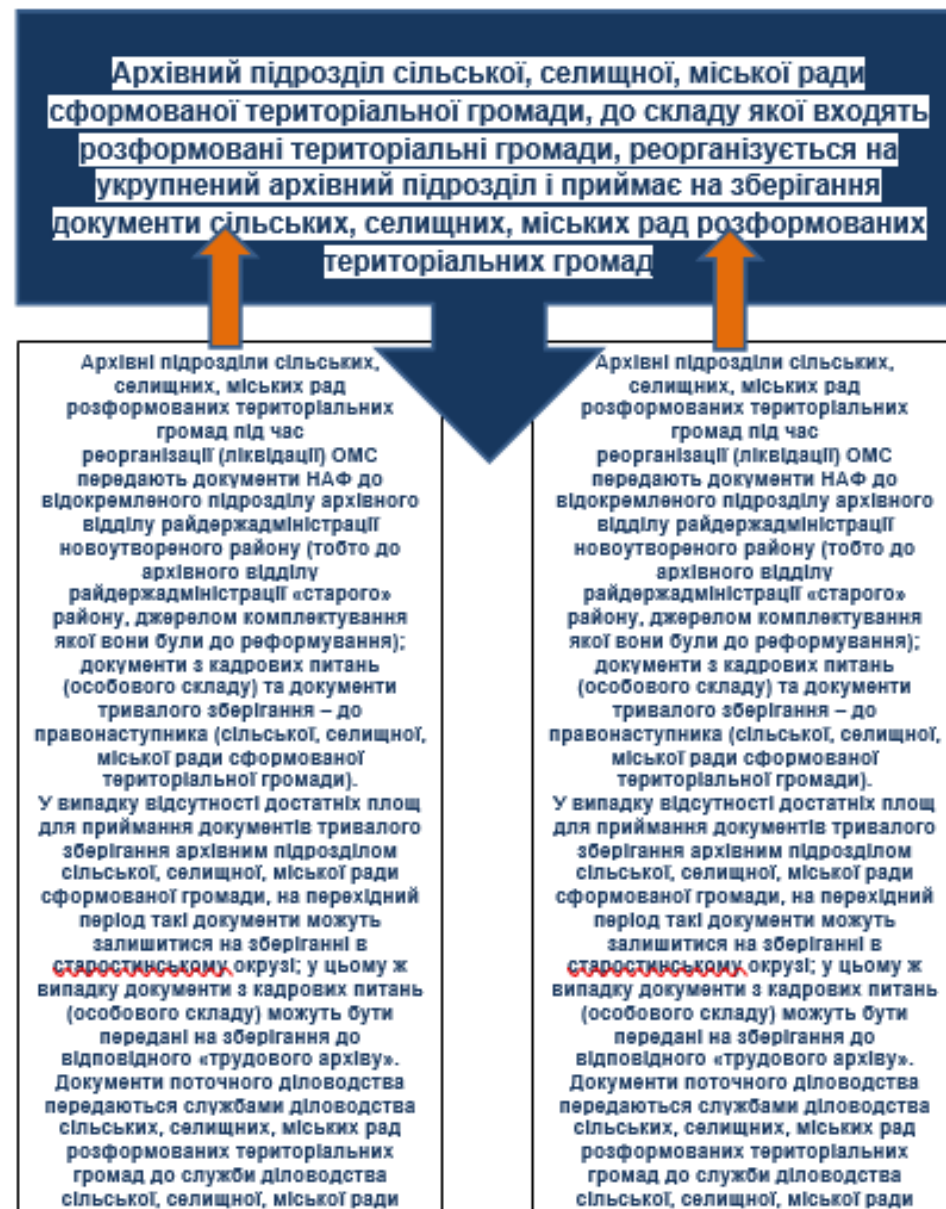 Архівний підрозділ сільської, селищної, міської ради
сформованої територіальної громади, до складу якої входять
розформовані територіальні громади, реорганізується на
укрупнений архівний підрозділ і приймає на зберігання
документи сільських, селищних, міських рад розформованих
територіальних громад
Архівні підрозділи сільських,
селищних, міських рад
розформованих територіальних
громад під час
реорганізації (ліквідації) ОМС
передають документи НАФ до
відокремленого підрозділу архівного
відділу райдержадміністрації
новоутвореного району (тобто до
архівного відділу
райдержадміністрації «старого»
району, джерелом комплектування
якої вони були до реформування);
документи з кадрових питань
(особового складу) та документи
тривалого зберігання – до
правонаступника (сільської, селищної,
міської ради сформованої
територіальної громади).
У випадку відсутності достатніх площ
для приймання документів тривалого
зберігання архівним підрозділом
сільської, селищної, міської ради
сформованої громади, на перехідний
період такі документи можуть
залишитися на зберіганні в
старостинському окрузі; у цьому ж
випадку документи з кадрових питань
(особового складу) можуть бути
передані на зберігання до
відповідного «трудового архіву».
Документи поточного діловодства
передаються службами діловодства
сільських, селищних, міських рад
розформованих територіальних
громад до служби діловодства
сільської, селищної, міської ради
Архівні підрозділи сільських,
селищних, міських рад
розформованих територіальних
громад під час
реорганізації (ліквідації) ОМС
передають документи НАФ до
відокремленого підрозділу архівного
відділу райдержадміністрації
новоутвореного району (тобто до
архівного відділу
райдержадміністрації «старого»
району, джерелом комплектування
якої вони були до реформування);
документи з кадрових питань
(особового складу) та документи
тривалого зберігання – до
правонаступника (сільської, селищної,
міської ради сформованої
територіальної громади).
У випадку відсутності достатніх площ
для приймання документів тривалого
зберігання архівним підрозділом
сільської, селищної, міської ради
сформованої громади, на перехідний
період такі документи можуть
залишитися на зберіганні в
старостинському окрузі; у цьому ж
випадку документи з кадрових питань
(особового складу) можуть бути
передані на зберігання до
відповідного «трудового архіву».
Документи поточного діловодства
передаються службами діловодства
сільських, селищних, міських рад
розформованих територіальних
громад до служби діловодства
сільської, селищної, міської ради